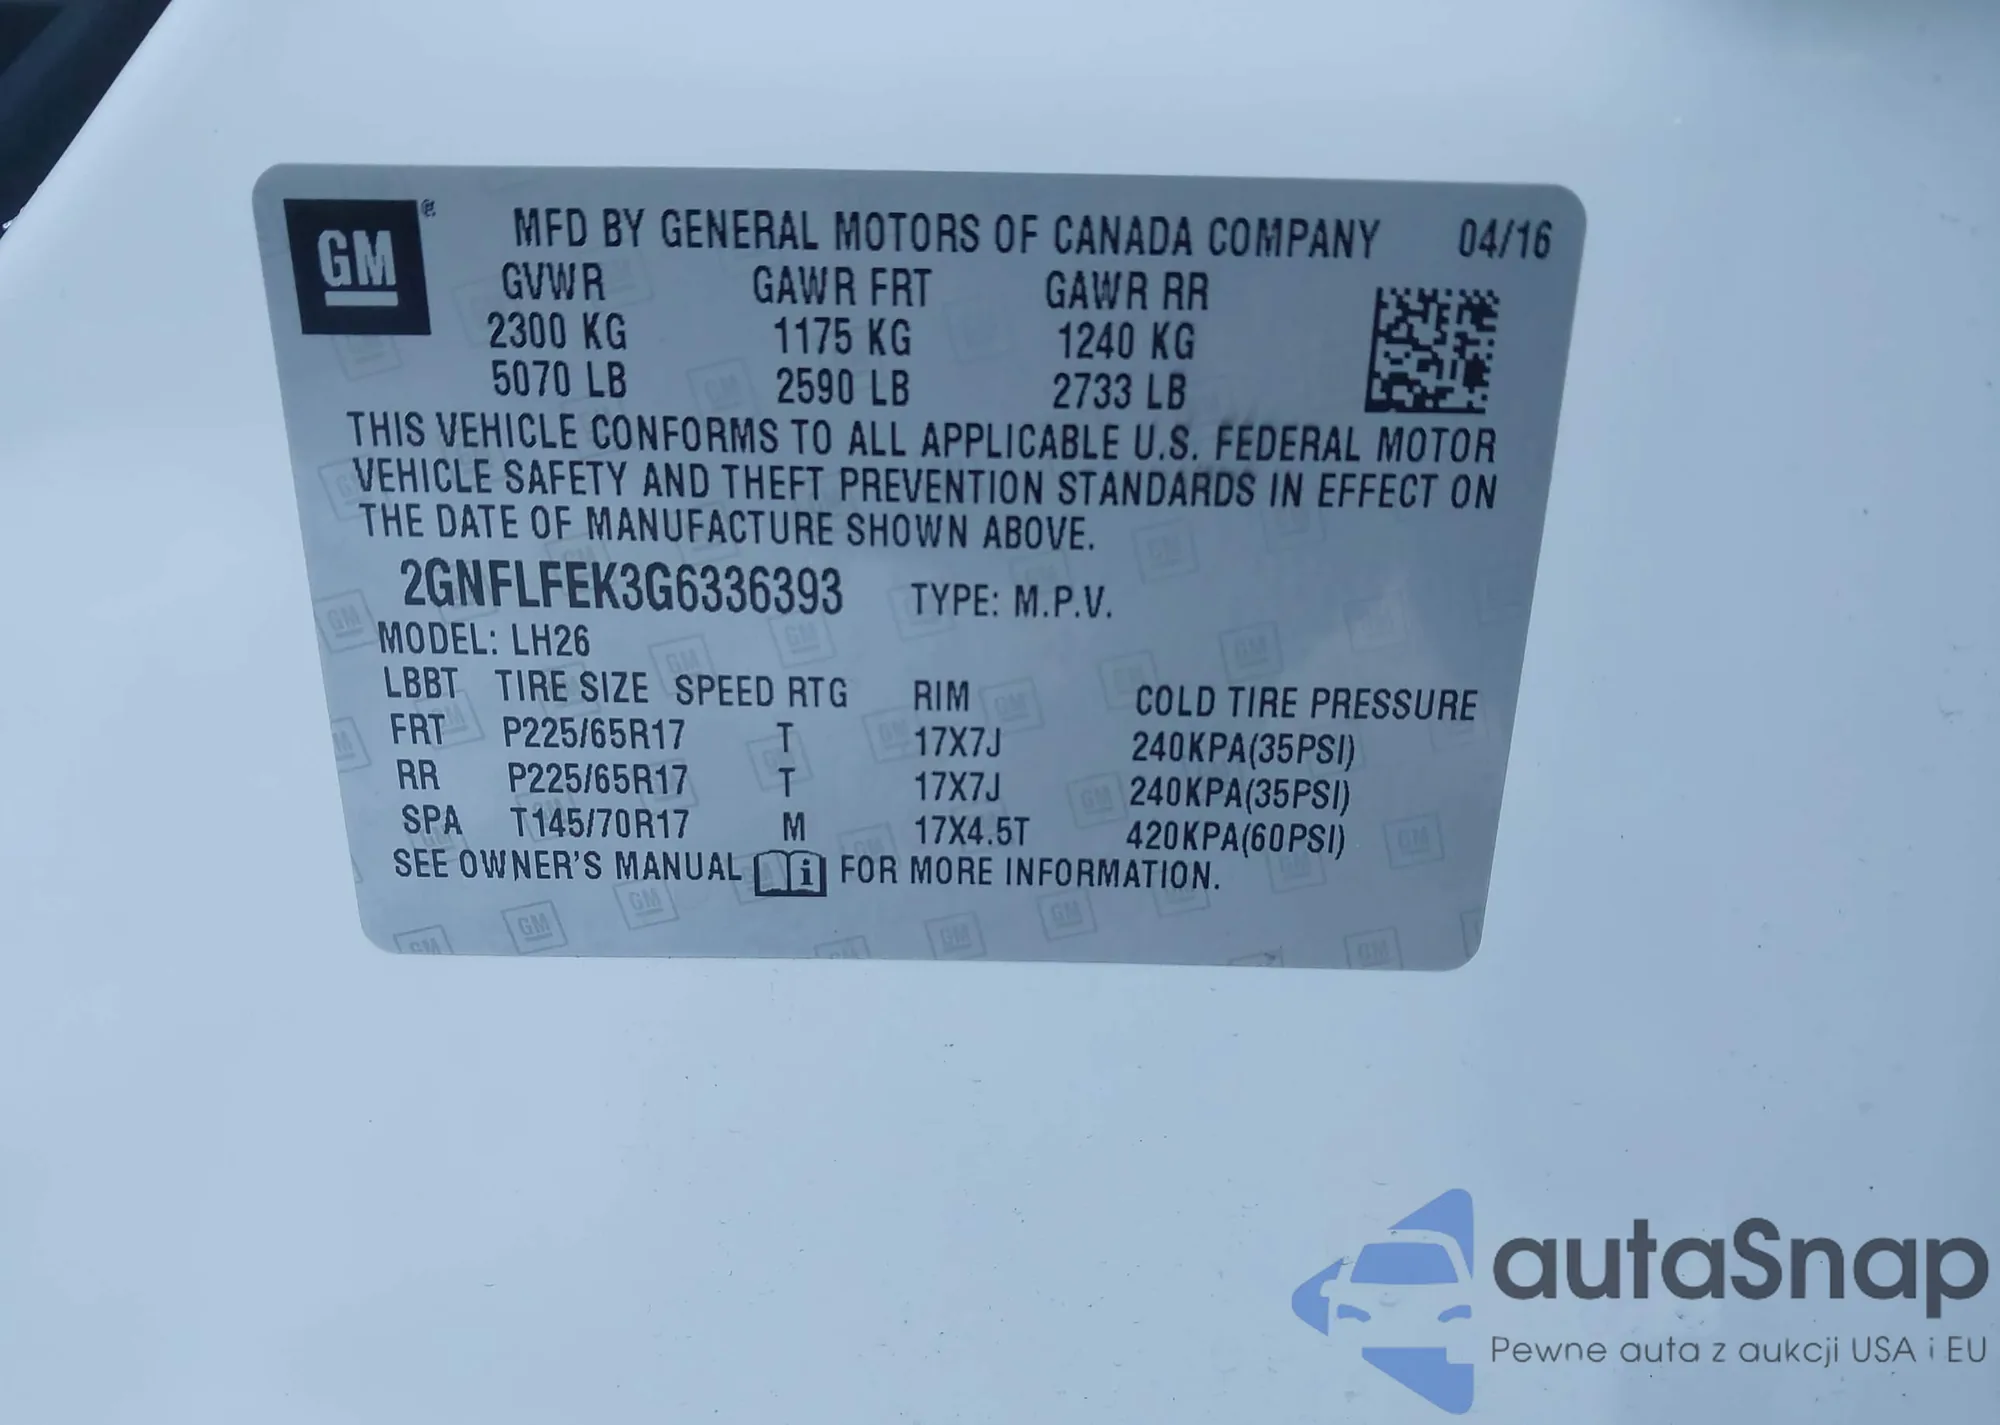 GM
MFD BY GENERAL MOTORS OF CANADA COMPANY 04/16
GVWR GAWR FRT GAWR RR
2300 KG 1175 KG 1240 KG
5070 LB 2590 LB 2733 LB
THIS VEHICLE CONFORMS TO ALL APPLICABLE U.S. FEDERAL MOTOR
VEHICLE SAFETY AND THEFT PREVENTION STANDARDS IN EFFECT ON
THE DATE OF MANUFACTURE SHOWN ABOVE.
2GNFLFEK3G6336393 TYPE: M.P.V.
MODEL: LH26
LBBT TIRE SIZE SPEED RTG RIM COLD TIRE PRESSURE
FRT P225/65R17 T 17X7J 240KPA(35PSI)
RR P225/65R17 T 17X7J 240KPA(35PSI)
SPA T145/70R17 M 17X4.5T 420KPA(60PSI)
SEE OWNER'S MANUAL i FOR MORE INFORMATION.
autaSnap
Pewne auta z aukcji USA i EU